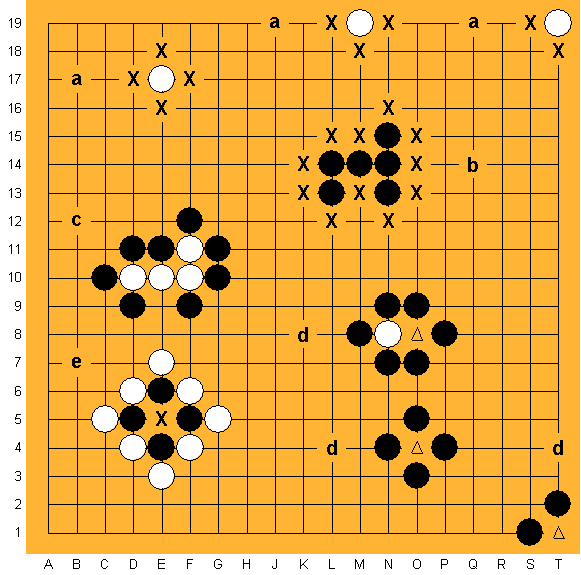 19 a X X a X
18 X X X
17 a X X
16 X X
15 X X X
14 X X b
13 X X X
12 c X X
11
10
9
8 d △
7 e
6
5 X
4 d △ d
3
2
1 △
A B C D E F G H J K L M N O P Q R S T